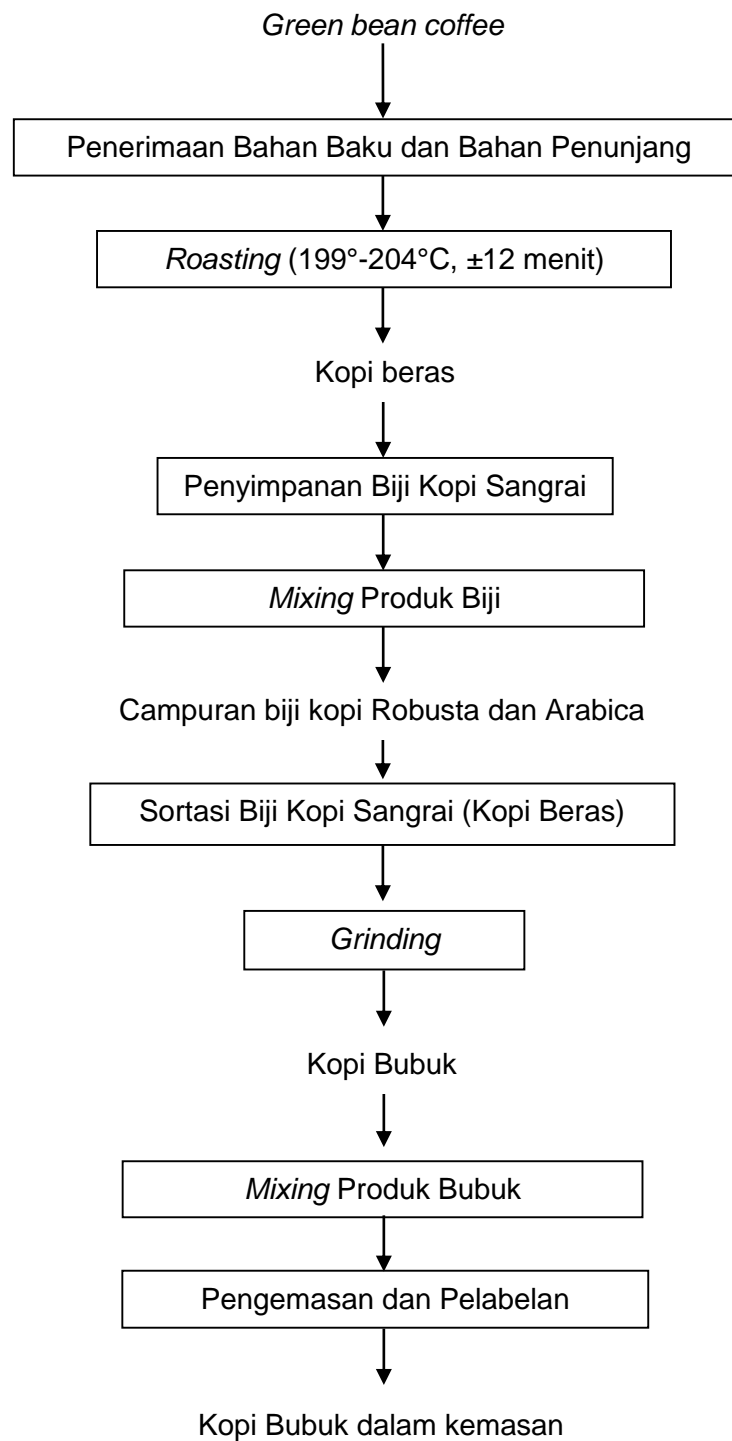 Green bean coffee
Penerimaan Bahan Baku dan Bahan Penunjang
Roasting (199°-204°C, ±12 menit)
Kopi beras
Penyimpanan Biji Kopi Sangrai
Mixing Produk Biji
Campuran biji kopi Robusta dan Arabica
Sortasi Biji Kopi Sangrai (Kopi Beras)
Grinding
Kopi Bubuk
Mixing Produk Bubuk
Pengemasan dan Pelabelan
Kopi Bubuk dalam kemasan